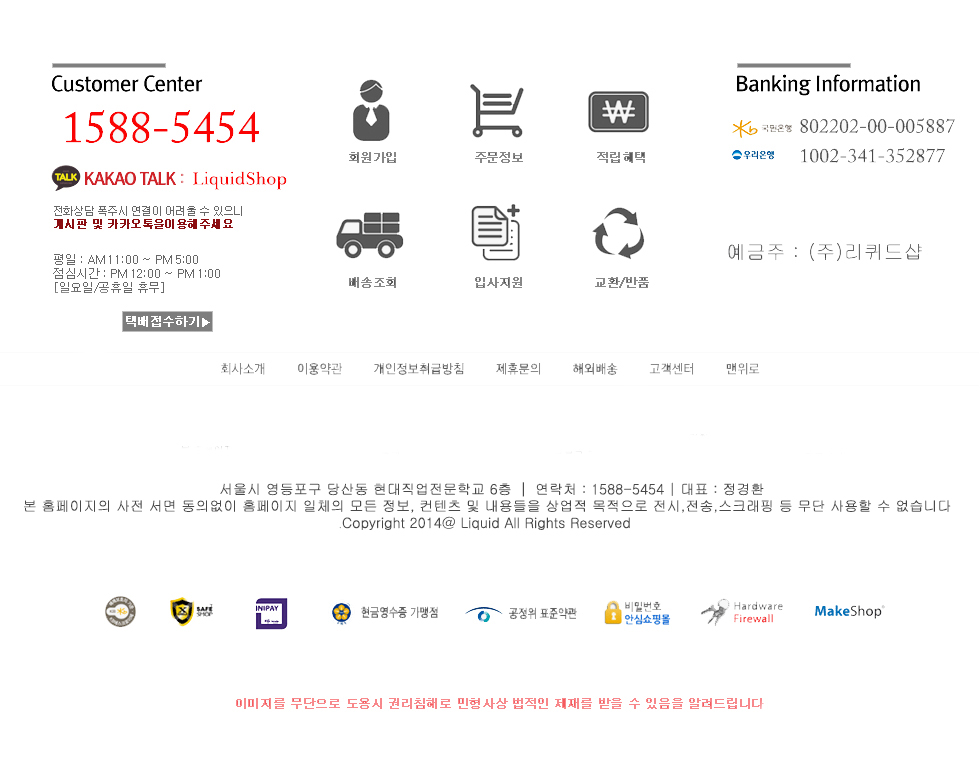 Customer Center
1588-5454
TALK KAKAO TALK : LiquidShop
전화상담 폭주시 연결이 어려울 수 있으니
게시판 및 카카오톡을이용해주세요
평일 : AM 11:00 ~ PM 5:00
점심시간 : PM 12:00 ~ PM 1:00
[일요일/공휴일 휴무]
택배접수하기▶
회원가입
주문정보
적립혜택
배송조회
입사지원
교환/반품
Banking Information
국민은행 802202-00-005887
우리은행 1002-341-352877
예금주 : (주)리퀴드샵
회사소개 이용약관 개인정보취급방침 제휴문의 해외배송 고객센터 맨위로
서울시 영등포구 당산동 현대직업전문학교 6층 | 연락처 : 1588-5454 | 대표 : 정경환
본 홈페이지의 사전 서면 동의없이 홈페이지 일체의 모든 정보, 컨텐츠 및 내용들을 상업적 목적으로 전시,전송,스크래핑 등 무단 사용할 수 없습니다
.Copyright 2014@ Liquid All Rights Reserved
SAFE SHOP
INIPAY
현금영수증 가맹점
공정위 표준약관
비밀번호
안심쇼핑몰
Hardware
Firewall
MakeShop
이미지를 무단으로 도용시 권리침해로 민형사상 법적인 제재를 받을 수 있음을 알려드립니다